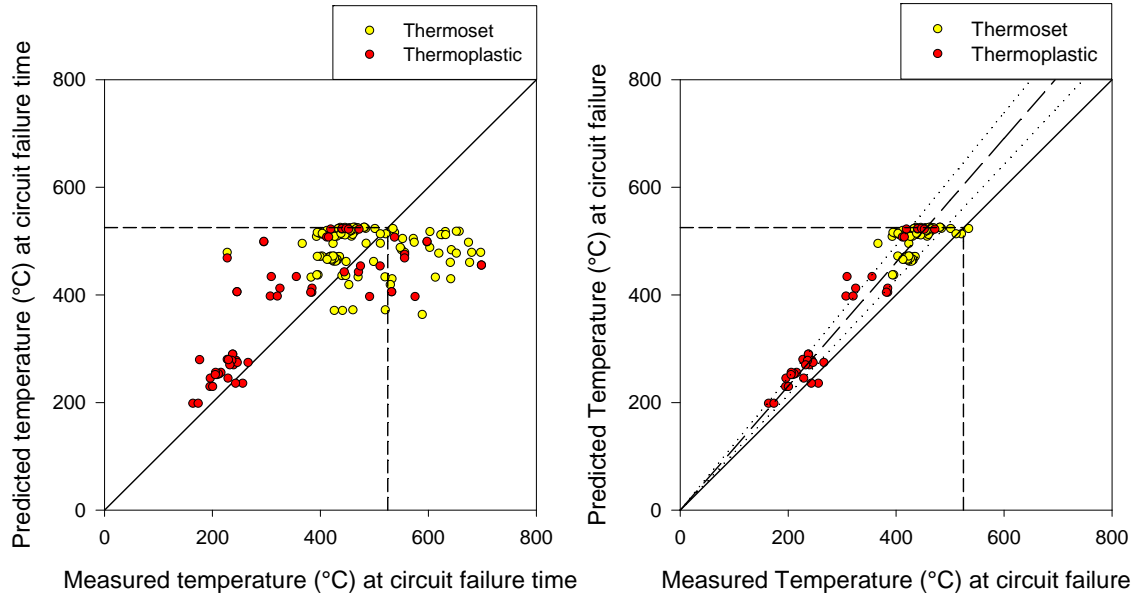 Thermoset
Thermoplastic
Predicted temperature (°C) at circuit failure time
800
600
400
200
0
0 200 400 600 800
Measured temperature (°C) at circuit failure time
Thermoset
Thermoplastic
Predicted Temperature (°C) at circuit failure
800
600
400
200
0
0 200 400 600 800
Measured Temperature (°C) at circuit failure